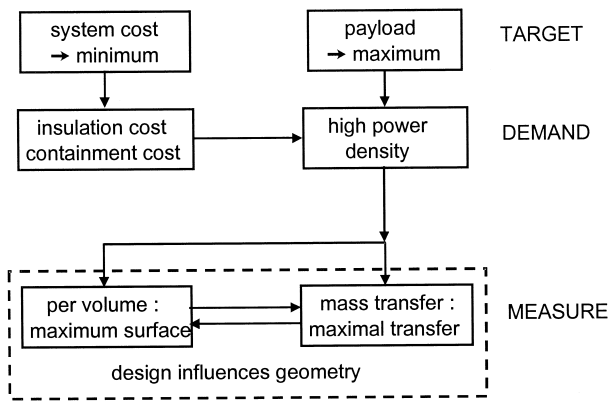 system cost
→ minimum
payload
→ maximum
TARGET
insulation cost
containment cost
high power
density
DEMAND
per volume :
maximum surface
mass transfer :
maximal transfer
MEASURE
design influences geometry